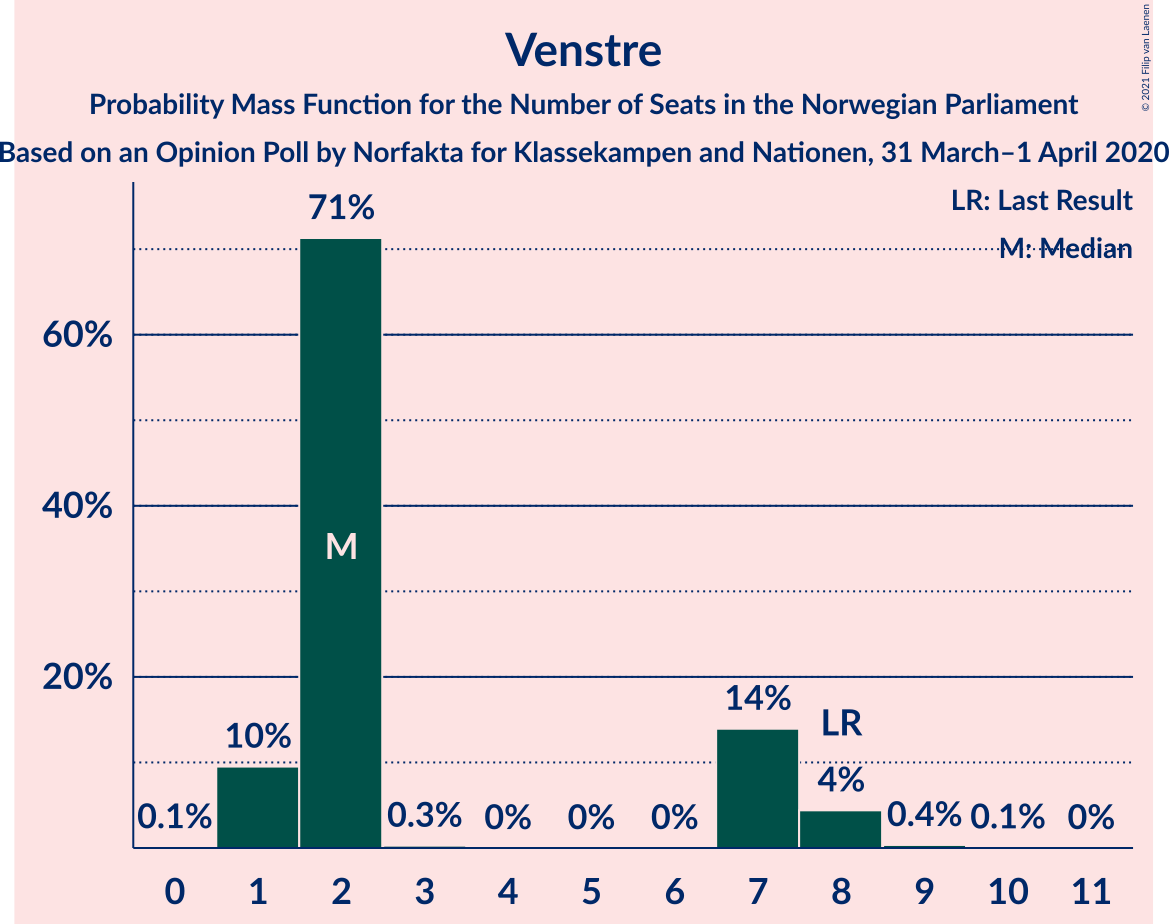 Venstre
Probability Mass Function for the Number of Seats in the Norwegian Parliament
Based on an Opinion Poll by Norfakta for Klassekampen and Nationen, 31 March–1 April 2020
© 2021 Filip van Laenen
LR: Last Result
M: Median
71%
60%
40%
M
20%
14%
LR
10%
4%
0.1%
0.3%
0%
0%
0%
0.4%
0.1%
0%
0 1 2 3 4 5 6 7 8 9 10 11